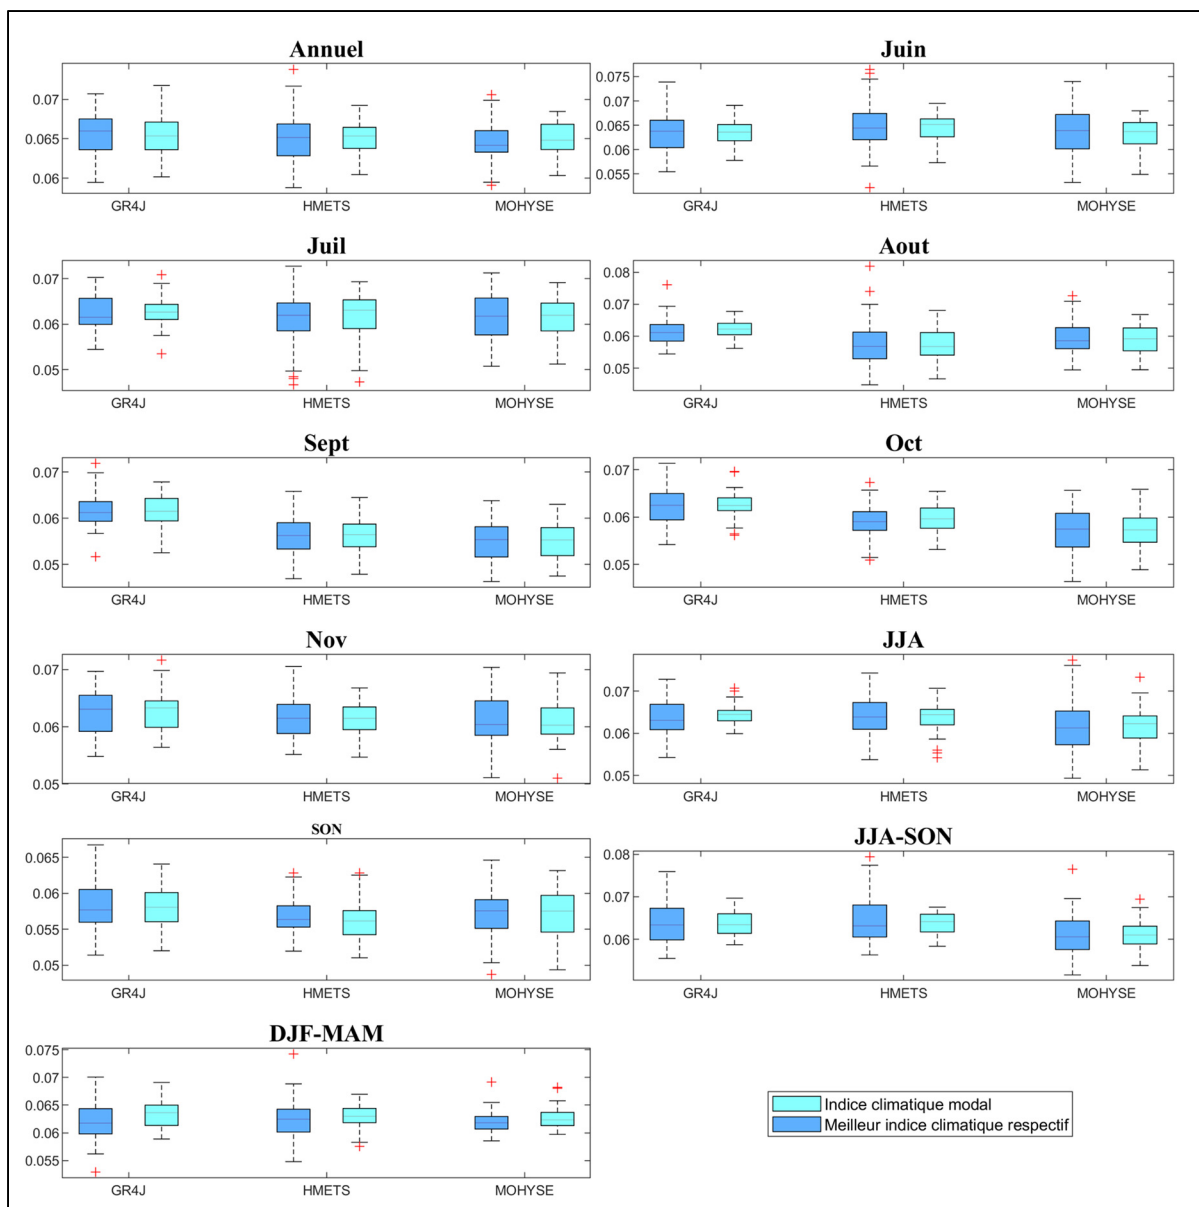 Annuel
0.07
0.065
0.06
GR4J HMETS MOHYSE
Juin
0.075
0.07
0.065
0.06
0.055
GR4J HMETS MOHYSE
Juil
0.07
0.06
0.05
GR4J HMETS MOHYSE
Aout
0.08
0.07
0.06
0.05
GR4J HMETS MOHYSE
Sept
0.07
0.06
0.05
GR4J HMETS MOHYSE
Oct
0.07
0.06
0.05
GR4J HMETS MOHYSE
Nov
0.07
0.06
0.05
GR4J HMETS MOHYSE
JJA
0.07
0.06
0.05
GR4J HMETS MOHYSE
SON
0.065
0.06
0.055
0.05
GR4J HMETS MOHYSE
JJA-SON
0.08
0.07
0.06
GR4J HMETS MOHYSE
DJF-MAM
0.075
0.07
0.065
0.06
0.055
GR4J HMETS MOHYSE
Indice climatique modal
Meilleur indice climatique respectif